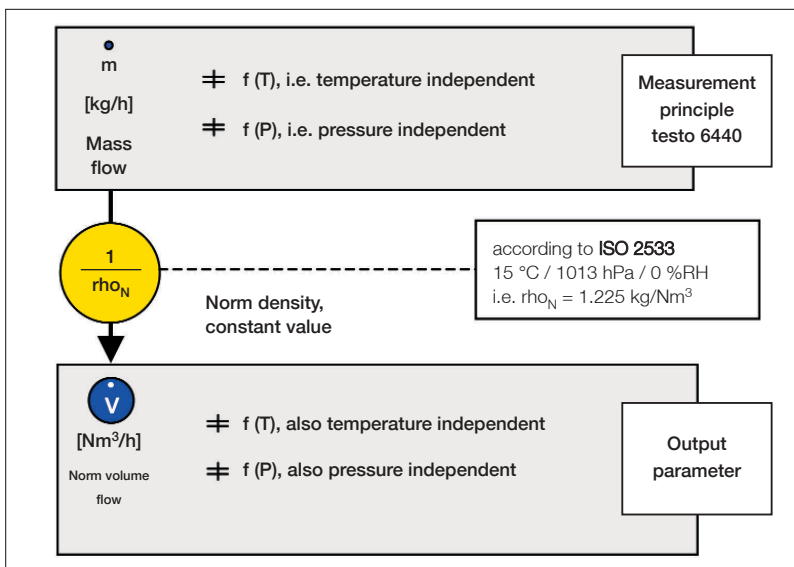 ṁ
[kg/h]
Mass
flow
≠ f (T), i.e. temperature independent
≠ f (P), i.e. pressure independent
Measurement
principle
testo 6440
1
rho_N
Norm density,
constant value
according to ISO 2533
15 °C / 1013 hPa / 0 %RH
i.e. rho_N = 1.225 kg/Nm³
V̇
[Nm³/h]
Norm volume
flow
≠ f (T), also temperature independent
≠ f (P), also pressure independent
Output
parameter